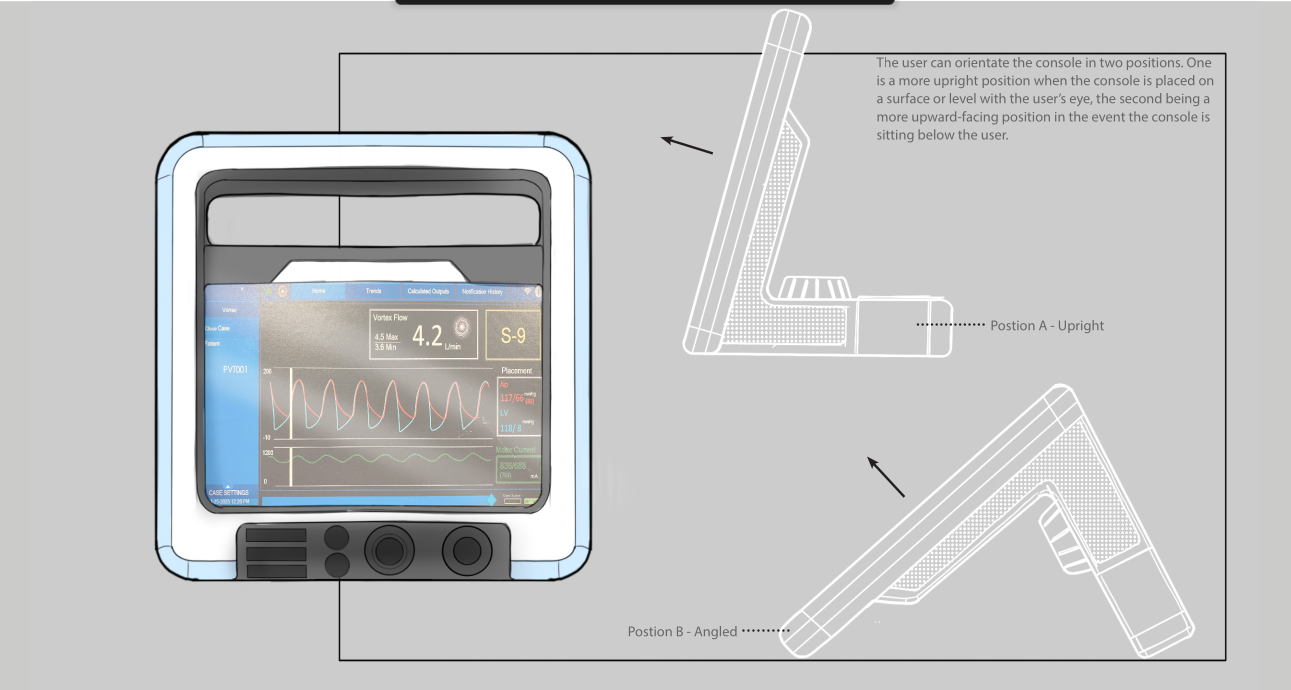 The user can orientate the console in two positions. One
is a more upright position when the console is placed on
a surface or level with the user's eye, the second being a
more upward-facing position in the event the console is
sitting below the user.
Home Trends Calculated Outputs Notification History
Vortex
Close Case
Patient
PVT001
Vortex Flow
4.5 Max
3.6 Min
4.2
L/min
S-9
200
-10
Placement
Ao
117/66
mmHg
LV
118/ 8
mmHg
1200
0
Motor Current
mA
CASE SETTINGS
Postion A - Upright
Postion B - Angled